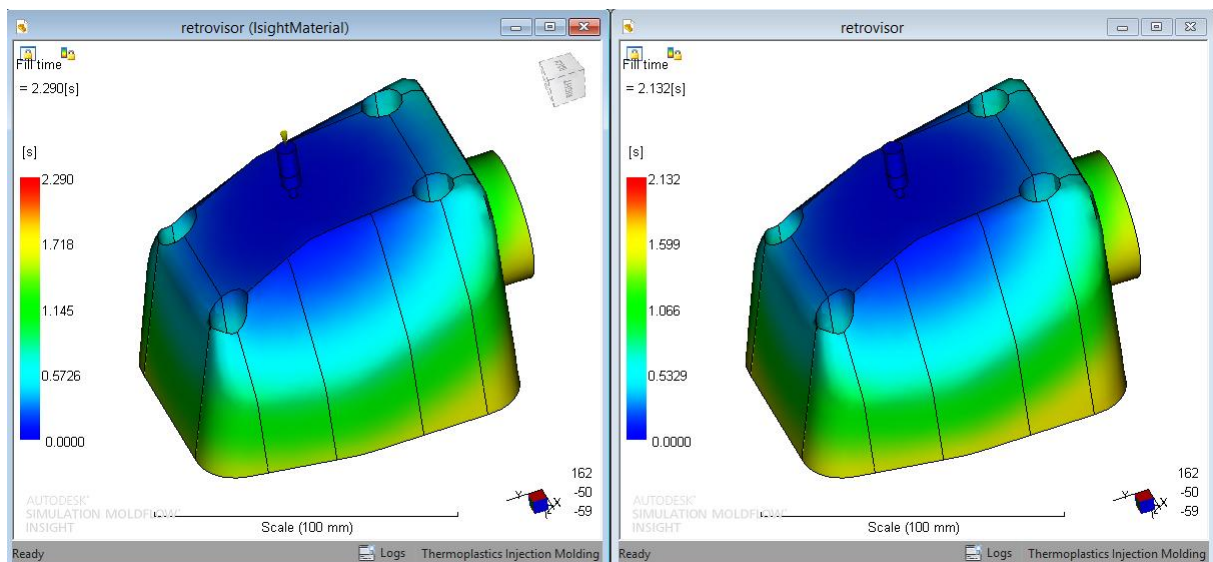 retrovisor (IsightMaterial)
Fill time
= 2.290[s]
[s]
2.290
1.718
1.145
0.5726
0.0000
162
-50
-59
AUTODESK®
SIMULATION MOLDFLOW®
INSIGHT
Scale (100 mm)
Ready
Logs
Thermoplastics Injection Molding
retrovisor
Fill time
= 2.132[s]
[s]
2.132
1.599
1.066
0.5329
0.0000
162
-50
-59
AUTODESK®
SIMULATION MOLDFLOW®
INSIGHT
Scale (100 mm)
Ready
Logs
Thermoplastics Injection Molding